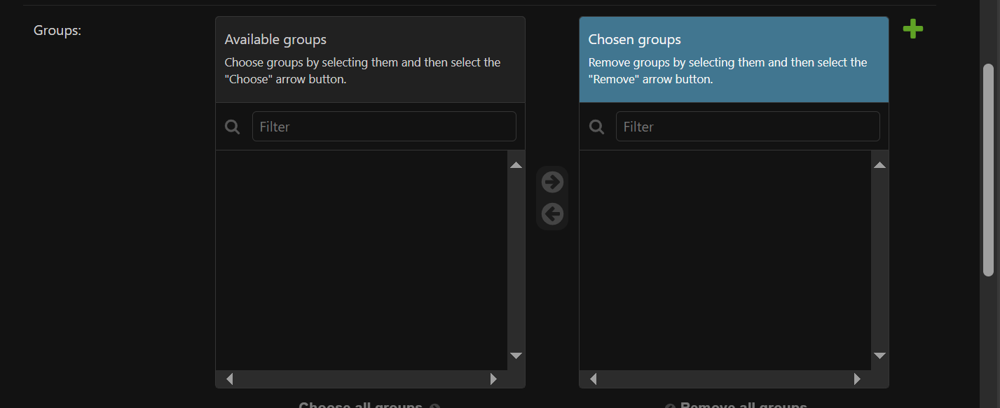 Groups:
Available groups
Choose groups by selecting them and then select the
"Choose" arrow button.
Filter
Chosen groups
Remove groups by selecting them and then select the
"Remove" arrow button.
Filter
Choose all groups
Remove all groups